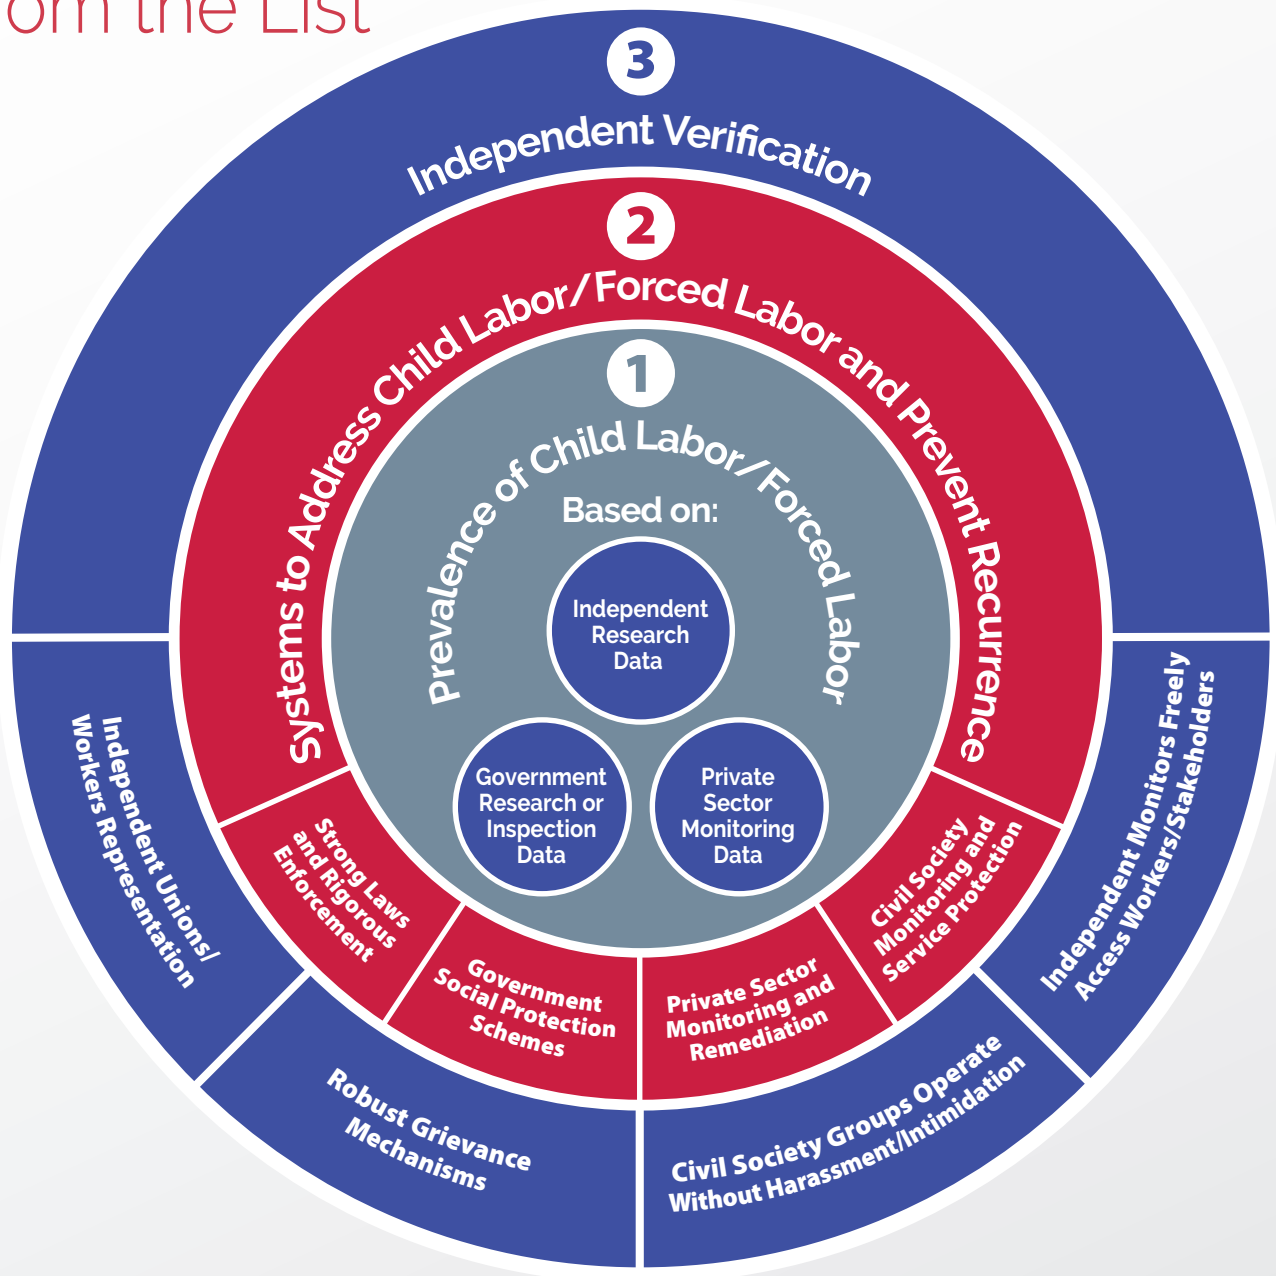 om the List
3
Independent Verification
2
Systems to Address Child Labor/Forced Labor and Prevent Recurrence
1
Prevalence of Child Labor/Forced Labor
Based on:
Independent
Research
Data
Government
Research or
Inspection
Data
Private
Sector
Monitoring
Data
Strong Laws
and Rigorous
Enforcement
Government
Social Protection
Schemes
Private Sector
Monitoring and
Remediation
Civil Society
Monitoring and
Service Protection
Independent Unions/
Workers Representation
Robust Grievance
Mechanisms
Civil Society Groups Operate
Without Harassment/Intimidation
Independent Monitors Freely
Access Workers/Stakeholders